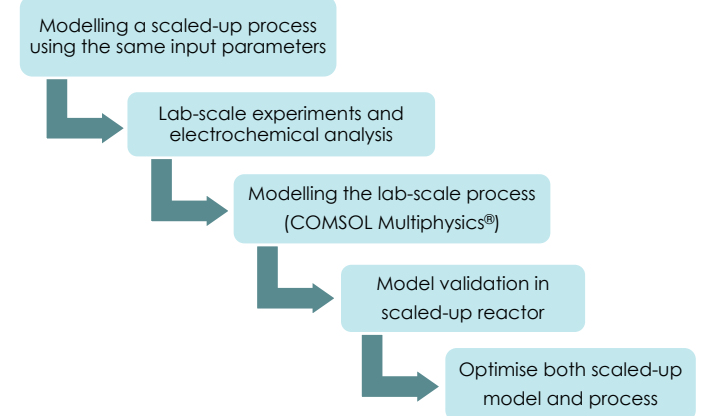 Modelling a scaled-up process
using the same input parameters
Lab-scale experiments and
electrochemical analysis
Modelling the lab-scale process
(COMSOL Multiphysics®)
Model validation in
scaled-up reactor
Optimise both scaled-up
model and process